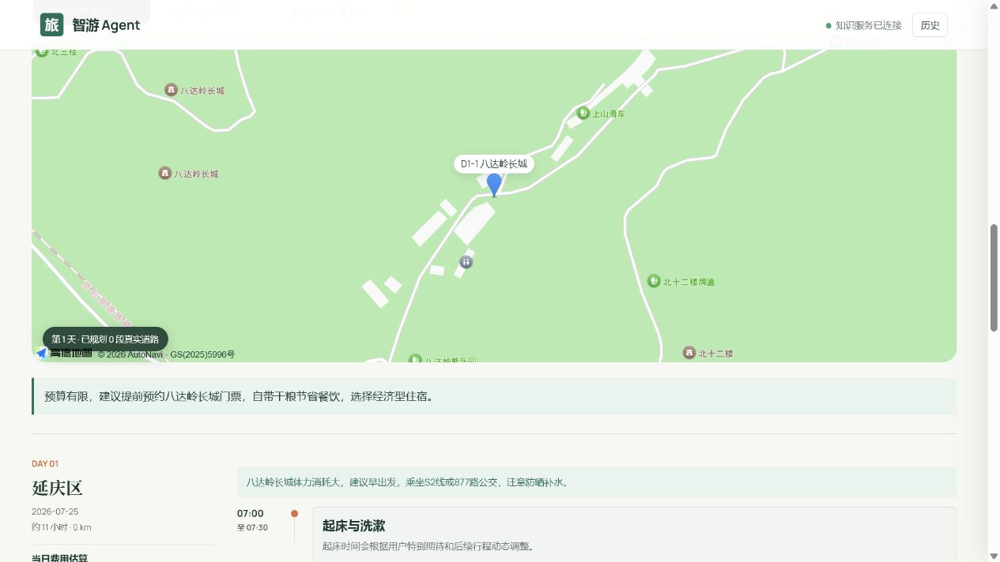 旅 智游 Agent
知识服务已连接
历史
北三楼
八达岭长城
上山滑车
D1-1 八达岭长城
八达岭长城
北十二楼牌匾
第1天 · 已规划 0 段真实道路
高德地图 © 2026 AutoNavi - GS(2025)5996号
八达岭熊乐园
北十二楼
预算有限，建议提前预约八达岭长城门票，自带干粮节省餐饮，选择经济型住宿。
DAY 01
延庆区
2026-07-25
约 11 小时 · 0 km
当日费用估算
八达岭长城体力消耗大，建议早出发，乘坐S2线或877路公交，注意防晒补水。
07:00
至 07:30
起床与洗漱
起床时间会根据用户特别期待和后续行程动态调整。